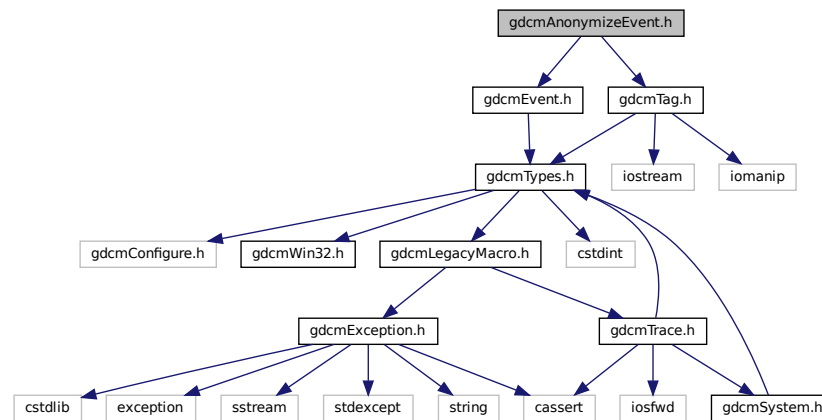 gdcmAnonymizeEvent.h
gdcmEvent.h
gdcmTag.h
gdcmTypes.h
iostream
iomanip
gdcmConfigure.h
gdcmWin32.h
gdcmLegacyMacro.h
cstdint
gdcmException.h
gdcmTrace.h
cstdlib
exception
sstream
stdexcept
string
cassert
iosfwd
gdcmSystem.h